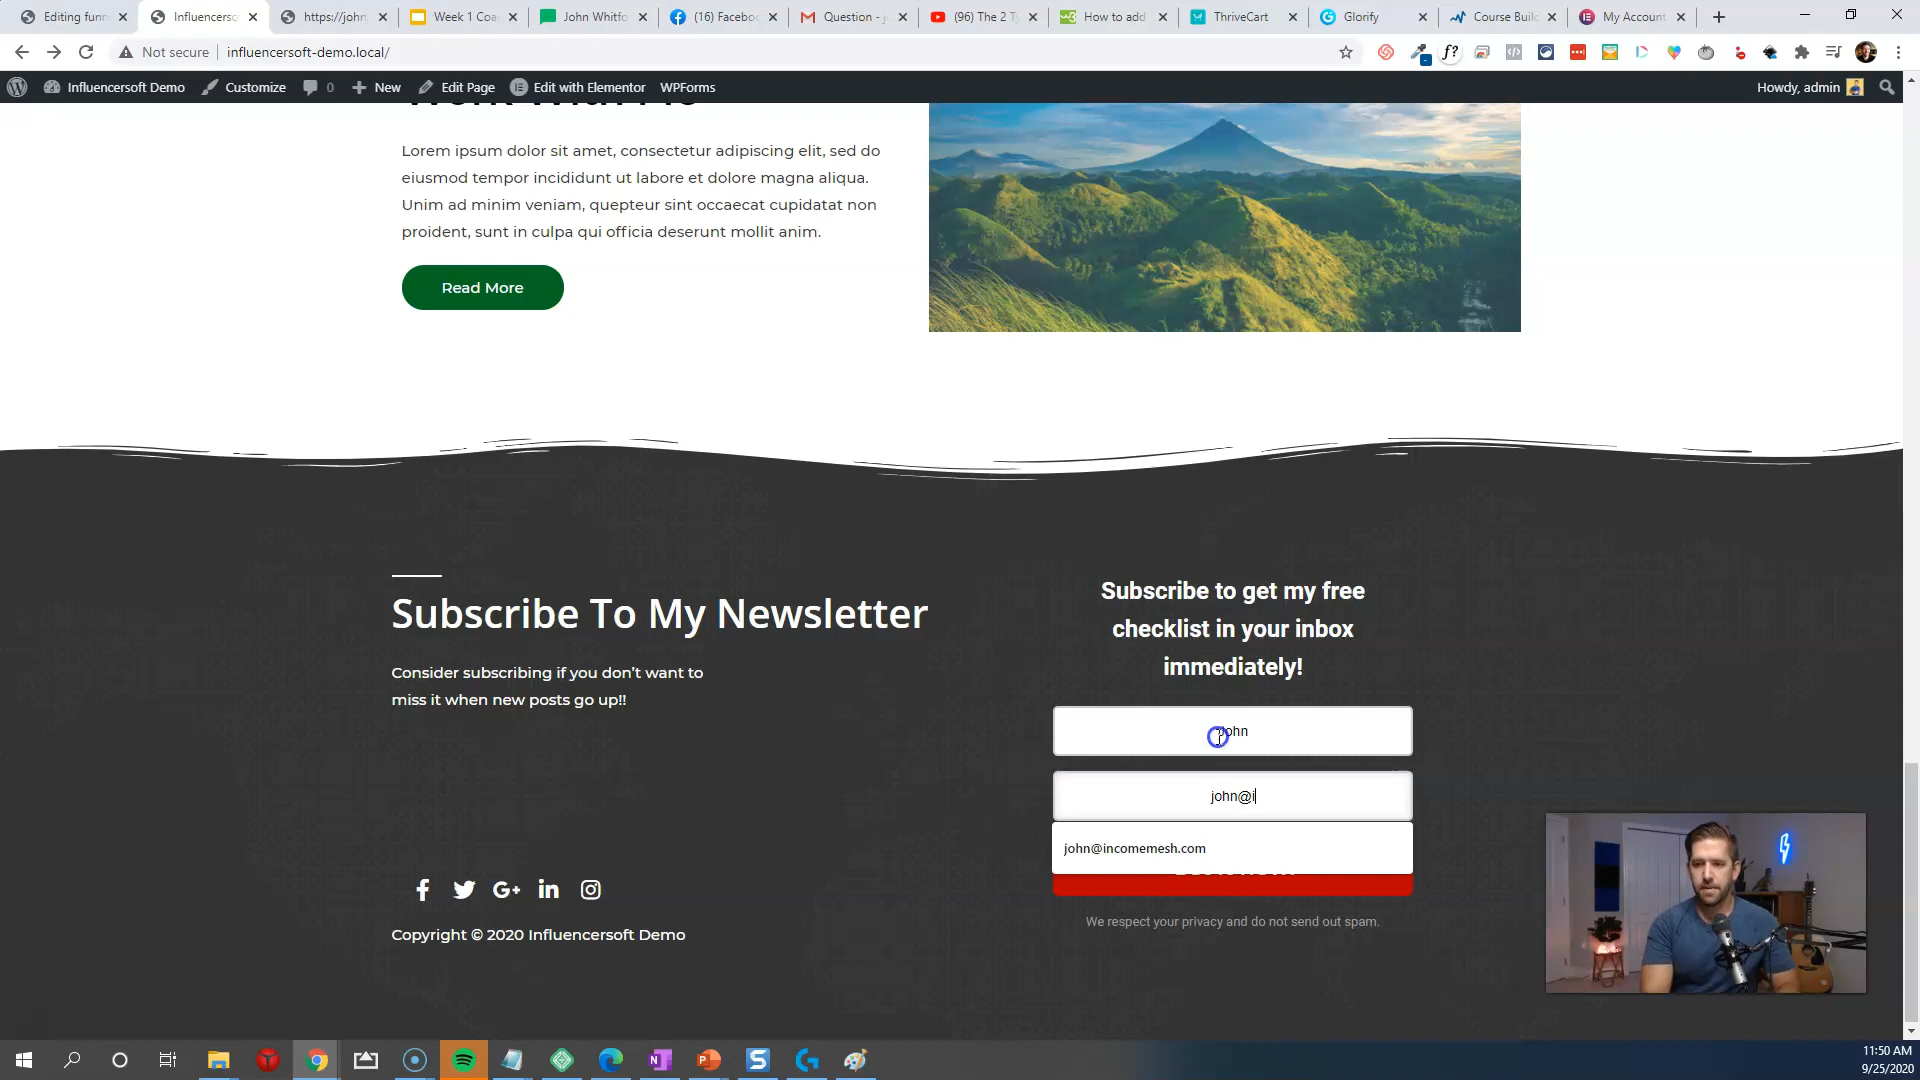 Editing funn
Influencerso
https://john
Week 1 Coa
John Whitfo
(16) Faceboo
Question - j
(96) The 2 Ty
How to add
ThriveCart
Glorify
Course Buil
My Account
Not secure
influencersoft-demo.local/
Influencersoft Demo
Customize
0
New
Edit Page
Edit with Elementor
WPForms
Howdy, admin
Work With Me
Lorem ipsum dolor sit amet, consectetur adipiscing elit, sed do
eiusmod tempor incididunt ut labore et dolore magna aliqua.
Unim ad minim veniam, quepteur sint occaecat cupidatat non
proident, sunt in culpa qui officia deserunt mollit anim.
Read More
Subscribe To My Newsletter
Consider subscribing if you don't want to
miss it when new posts go up!!
Copyright © 2020 Influencersoft Demo
Subscribe to get my free
checklist in your inbox
immediately!
john
john@i
john@incomemesh.com
We respect your privacy and do not send out spam.
11:50 AM
9/25/2020